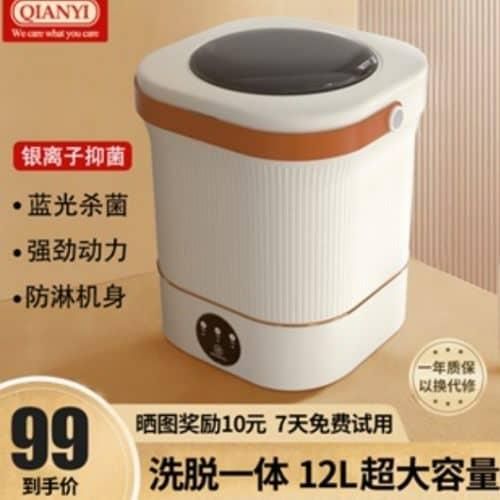 QIANYI
We care what you care
银离子抑菌
• 蓝光杀菌
• 强劲动力
• 防淋机身
一年质保
以换代修
晒图奖励10元 7天免费试用
99
到手价
洗脱一体 12L超大容量